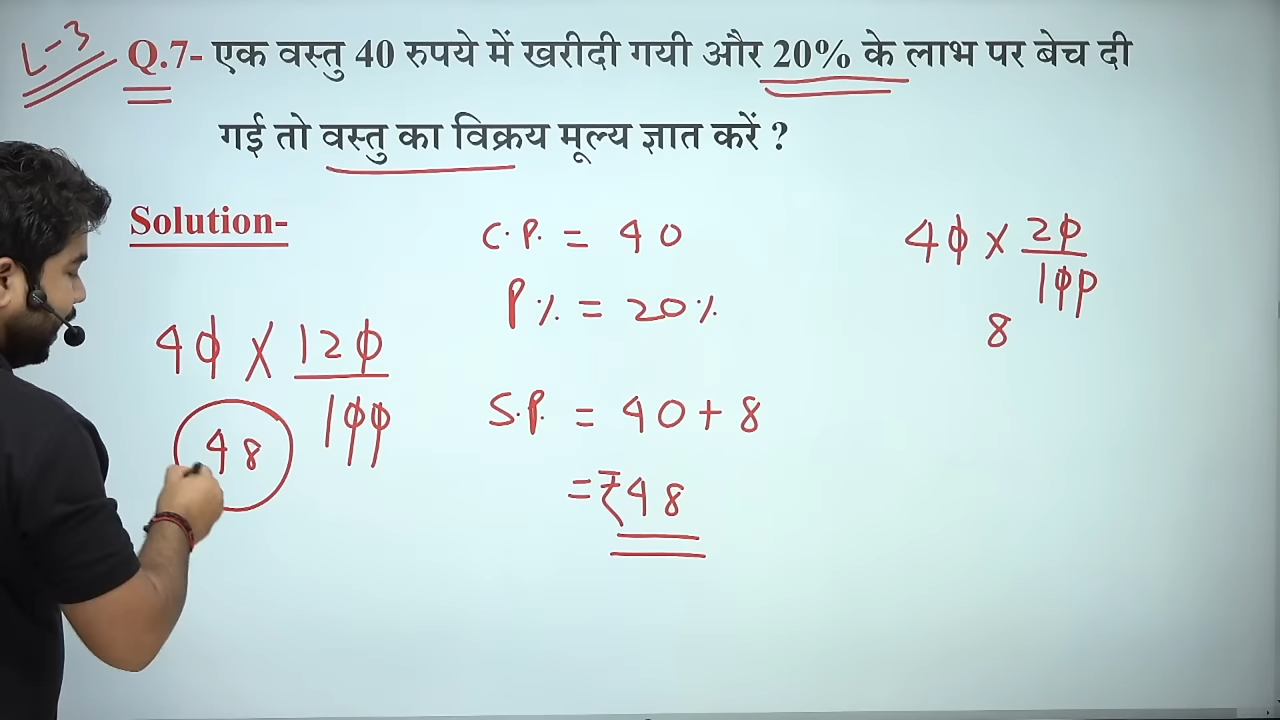 L-3
Q.7- एक वस्तु 40 रुपये में खरीदी गयी और 20% के लाभ पर बेच दी
गई तो वस्तु का विक्रय मूल्य ज्ञात करें ?
Solution-
C.P. = 40
P% = 20%
S.P. = 40 + 8
= ₹48
40 × 120/100
48
40 × 20/100
8